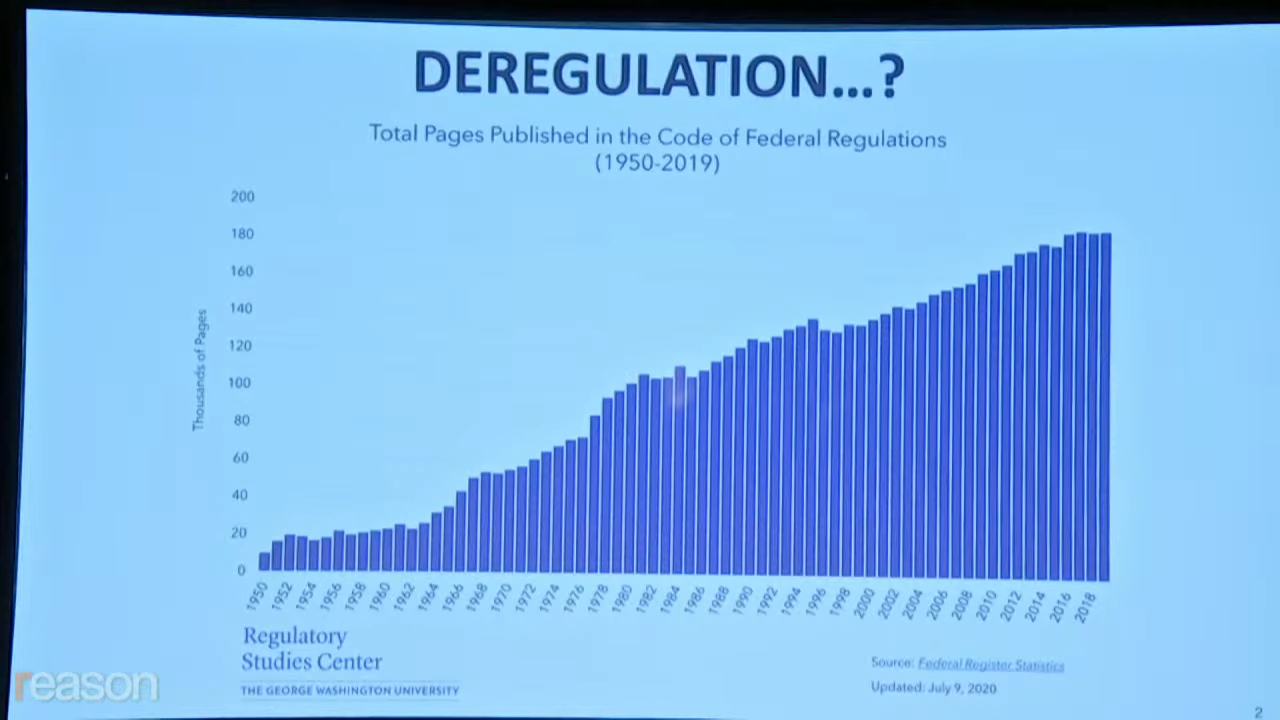 DEREGULATION...?
Total Pages Published in the Code of Federal Regulations
(1950-2019)
200
180
160
140
120
100
80
60
40
20
0
Thousands of Pages
1950 1952 1954 1956 1958 1960 1962 1964 1966 1968 1970 1972 1974 1976 1978 1980 1982 1984 1986 1988 1990 1992 1994 1996 1998 2000 2002 2004 2006 2008 2010 2012 2014 2016 2018
Regulatory
Studies Center
THE GEORGE WASHINGTON UNIVERSITY
Source: Federal Register Statistics
Updated: July 9, 2020
2
reason